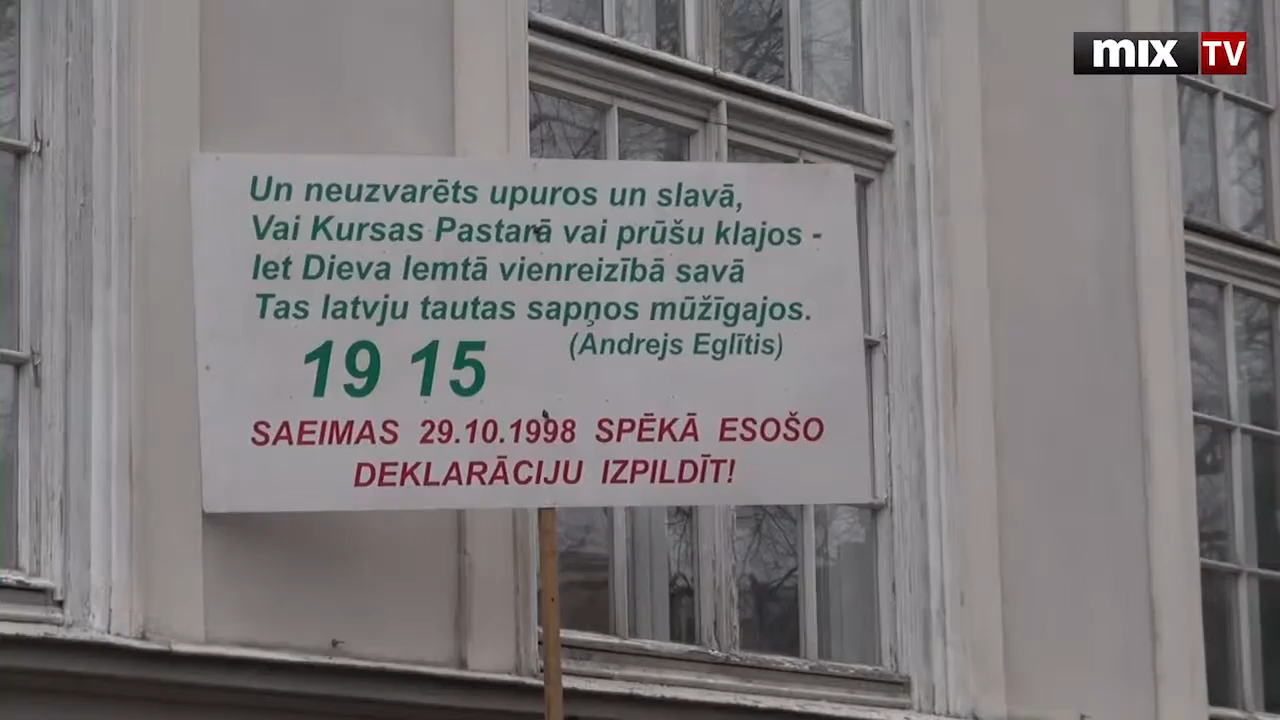 mix TV
Un neuzvarēts upuros un slavā,
Vai Kursas Pastarā vai prūšu klajos -
Iet Dieva lemtā vienreizībā savā
Tas latvju tautas sapņos mūžīgajos.
(Andrejs Eglītis)
19 15
SAEIMAS 29.10.1998 SPĒKĀ ESOŠO
DEKLARĀCIJU IZPILDĪT!